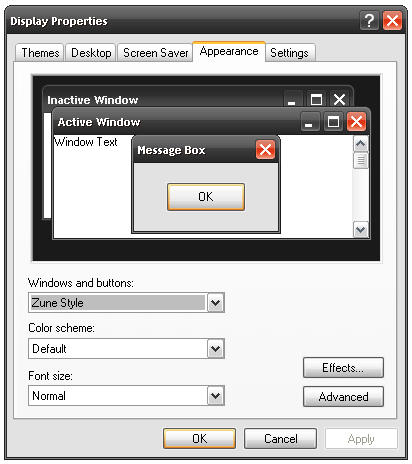 Display Properties
Themes Desktop Screen Saver Appearance Settings
Inactive Window
Active Window
Window Text
Message Box
OK
Windows and buttons:
Zune Style
Color scheme:
Default
Effects...
Font size:
Normal
Advanced
OK Cancel Apply